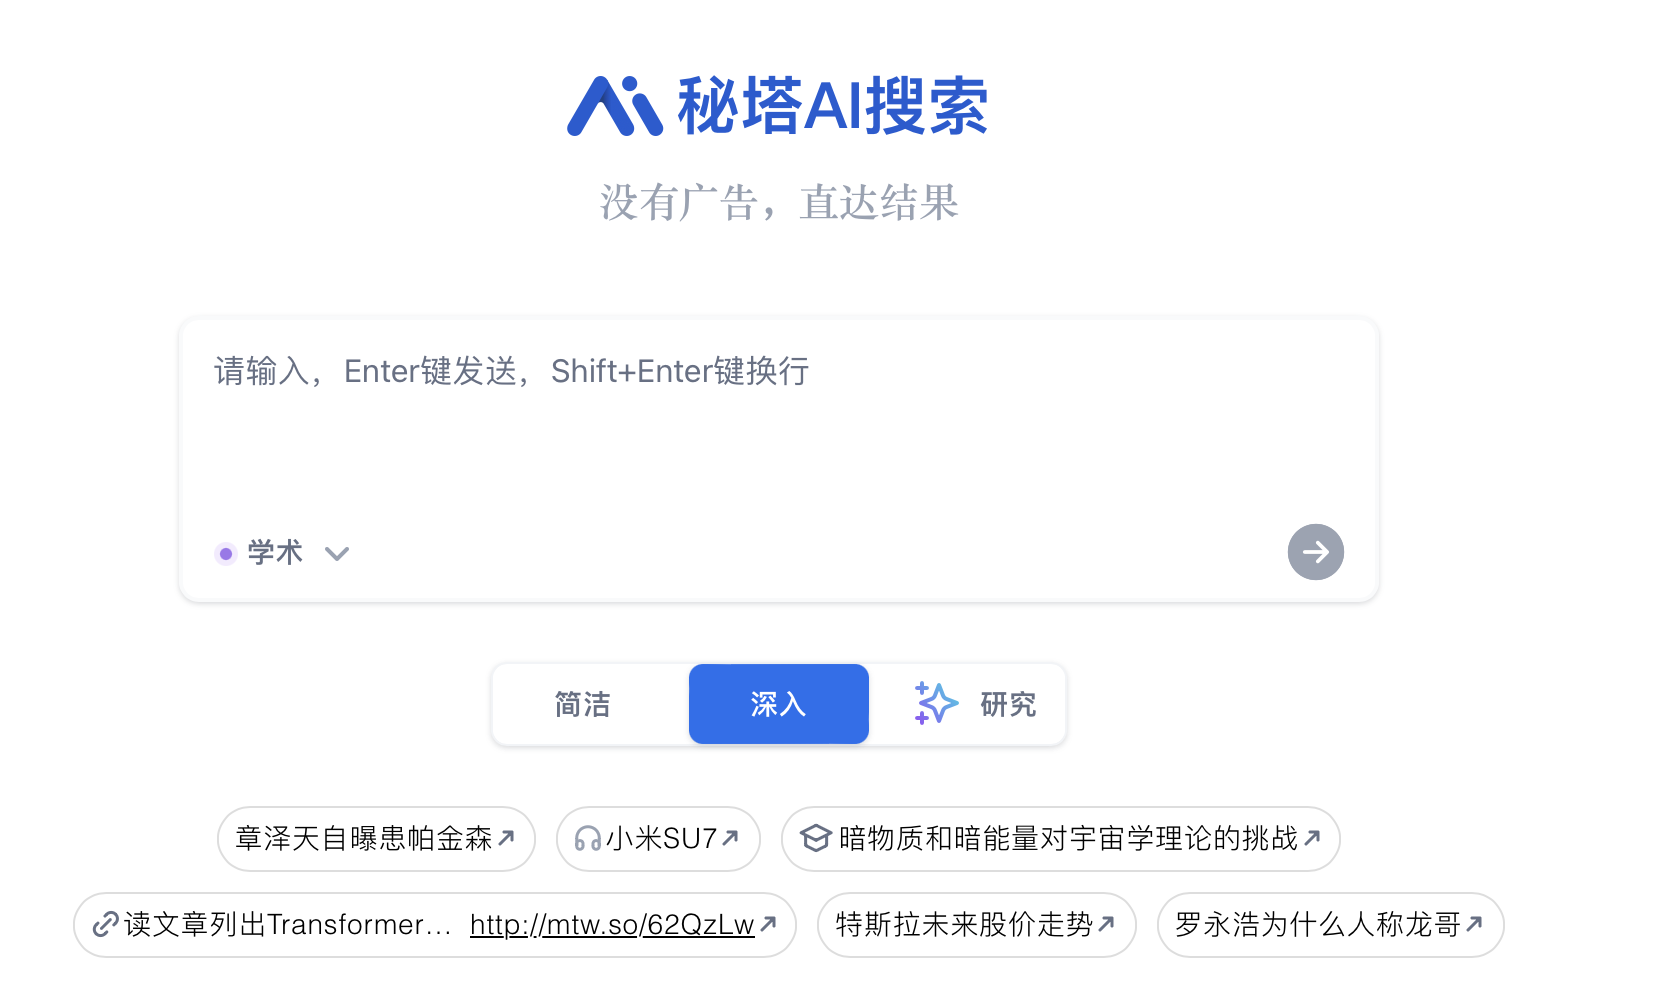 秘塔AI搜索
没有广告，直达结果
请输入，Enter键发送，Shift+Enter键换行
学术
简洁 深入 研究
章泽天自曝患帕金森 小米SU7 暗物质和暗能量对宇宙学理论的挑战
读文章列出Transformer... http://mtw.so/62QzLw 特斯拉未来股价走势 罗永浩为什么人称龙哥